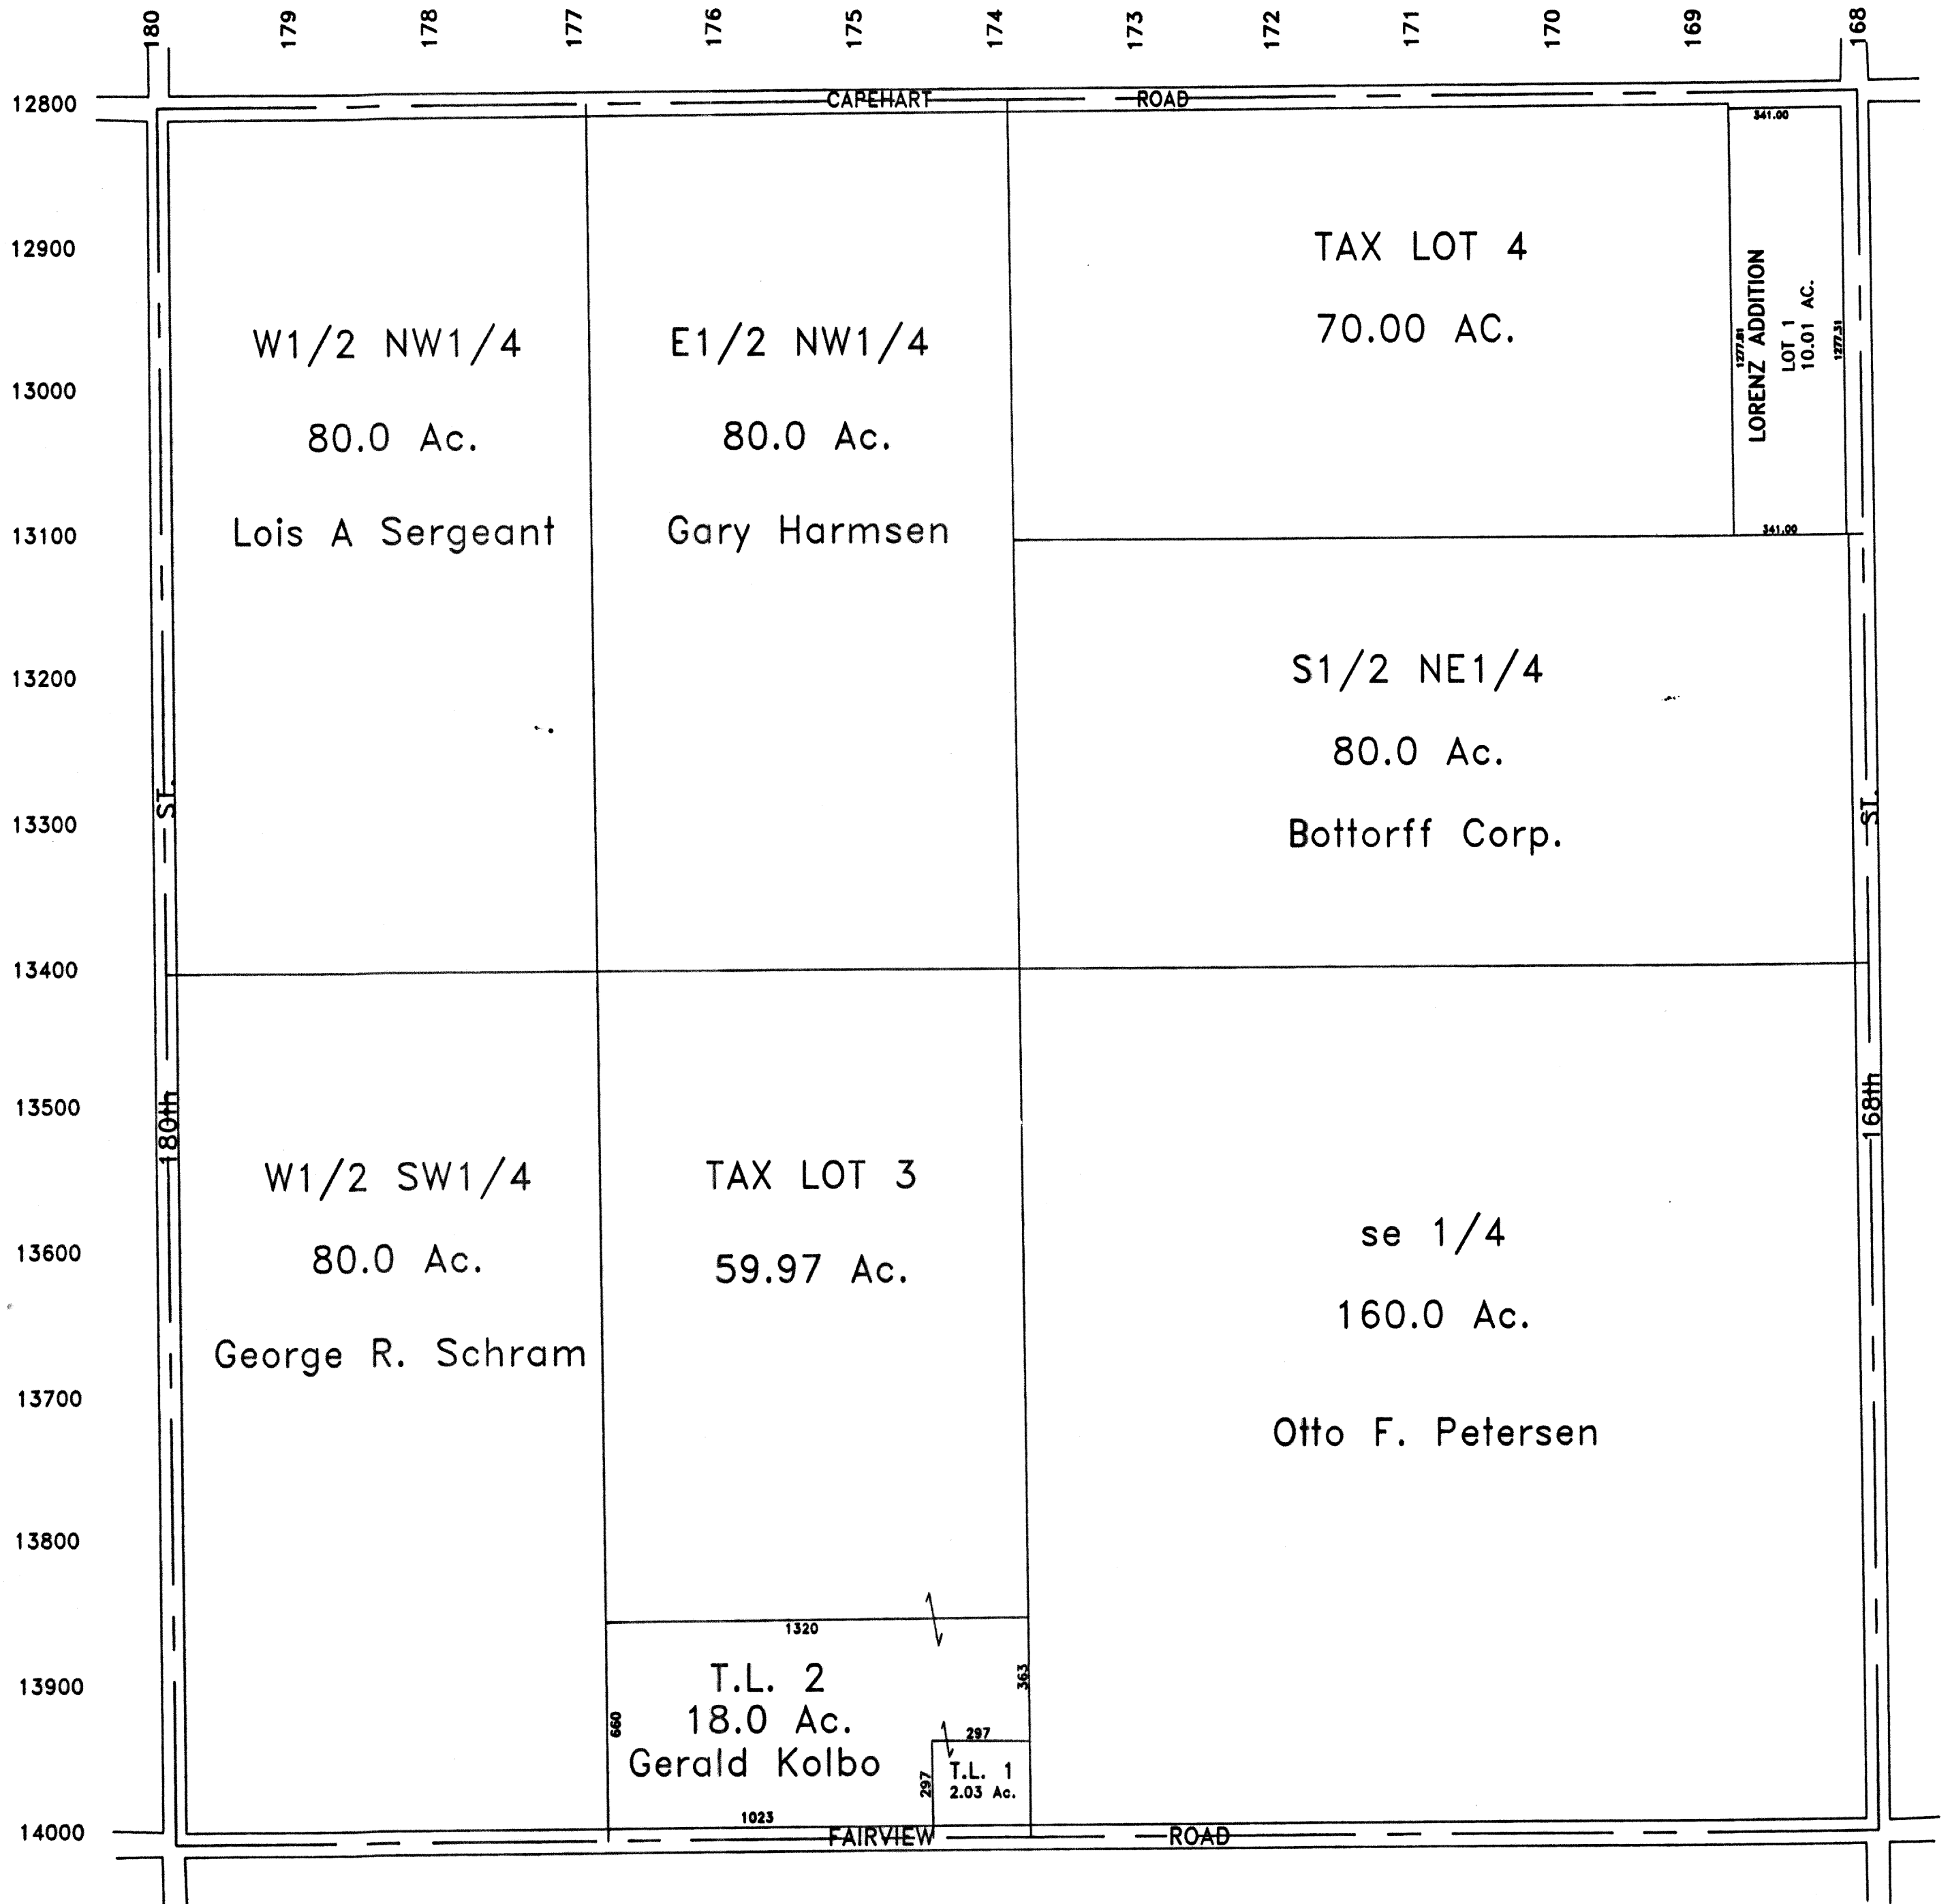 180
179
178
177
176
175
174
173
172
171
170
169
168
12800
CAPEHART ROAD
341.00
12900
TAX LOT 4
70.00 AC.
1277.81
LORENZ ADDITION
LOT 1
10.01 AC.
1277.31
W1/2 NW1/4
80.0 Ac.
Lois A Sergeant
E1/2 NW1/4
80.0 Ac.
Gary Harmsen
13000
13100
341.00
13200
S1/2 NE1/4
80.0 Ac.
Bottorff Corp.
13300
180th ST.
168th ST.
13400
13500
W1/2 SW1/4
80.0 Ac.
George R. Schram
TAX LOT 3
59.97 Ac.
se 1/4
160.0 Ac.
Otto F. Petersen
13600
13700
13800
1320
13900
T.L. 2
18.0 Ac.
Gerald Kolbo
660
363
297
297
T.L. 1
2.03 Ac.
1023
14000
FAIRVIEW ROAD